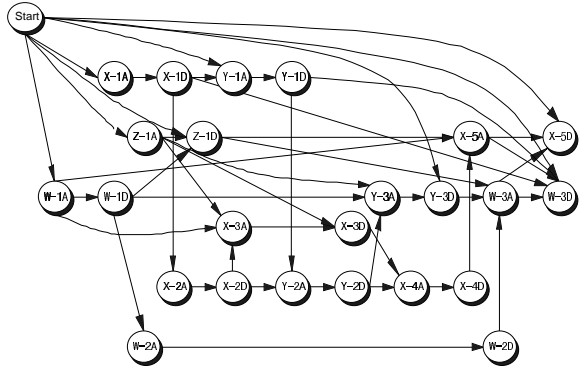 Start
X-1A X-1D Y-1A Y-1D
Z-1A Z-1D X-5A X-5D
W-1A W-1D Y-3A Y-3D W-3A W-3D
X-3A X-3D
X-2A X-2D Y-2A Y-2D X-4A X-4D
W-2A W-2D